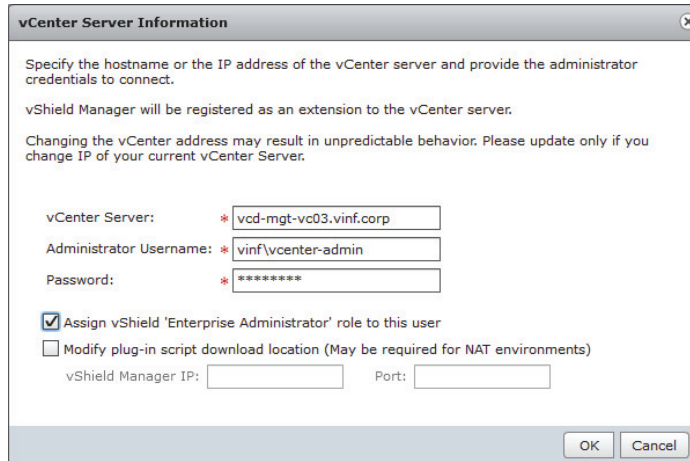 vCenter Server Information
Specify the hostname or the IP address of the vCenter server and provide the administrator
credentials to connect.
vShield Manager will be registered as an extension to the vCenter server.
Changing the vCenter address may result in unpredictable behavior. Please update only if you
change IP of your current vCenter Server.
vCenter Server: * vcd-mgt-vc03.vinf.corp
Administrator Username: * vinf\vcenter-admin
Password: * ********
Assign vShield 'Enterprise Administrator' role to this user
Modify plug-in script download location (May be required for NAT environments)
vShield Manager IP: Port:
OK Cancel